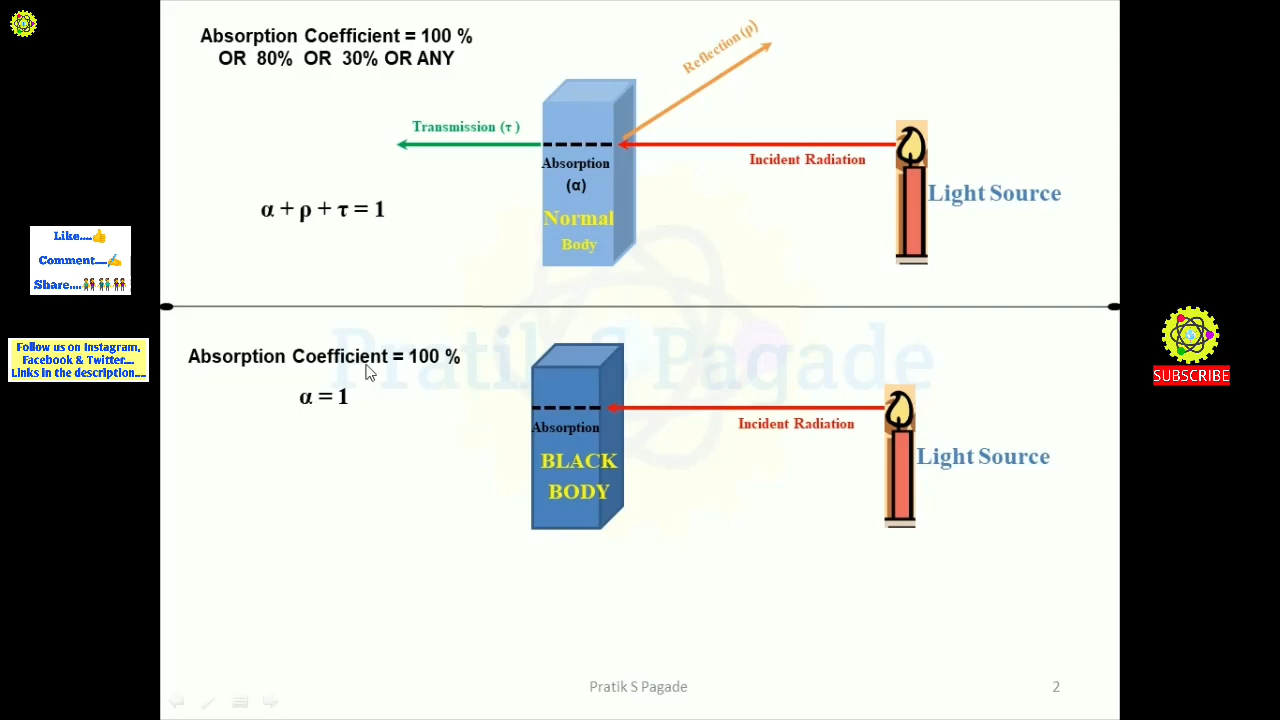 Absorption Coefficient = 100 %
OR 80% OR 30% OR ANY
Reflection (ρ)
Transmission (τ )
Incident Radiation
Absorption
(α)
Light Source
α + ρ + τ = 1
Normal
Body
Like....👍
Comment....✍
Share....👫👫👫
Pratik S Pagade
Follow us on Instagram,
Facebook & Twitter....
Links in the description....
SUBSCRIBE
Absorption Coefficient = 100 %
α = 1
Absorption
Incident Radiation
BLACK
BODY
Light Source
Pratik S Pagade
2